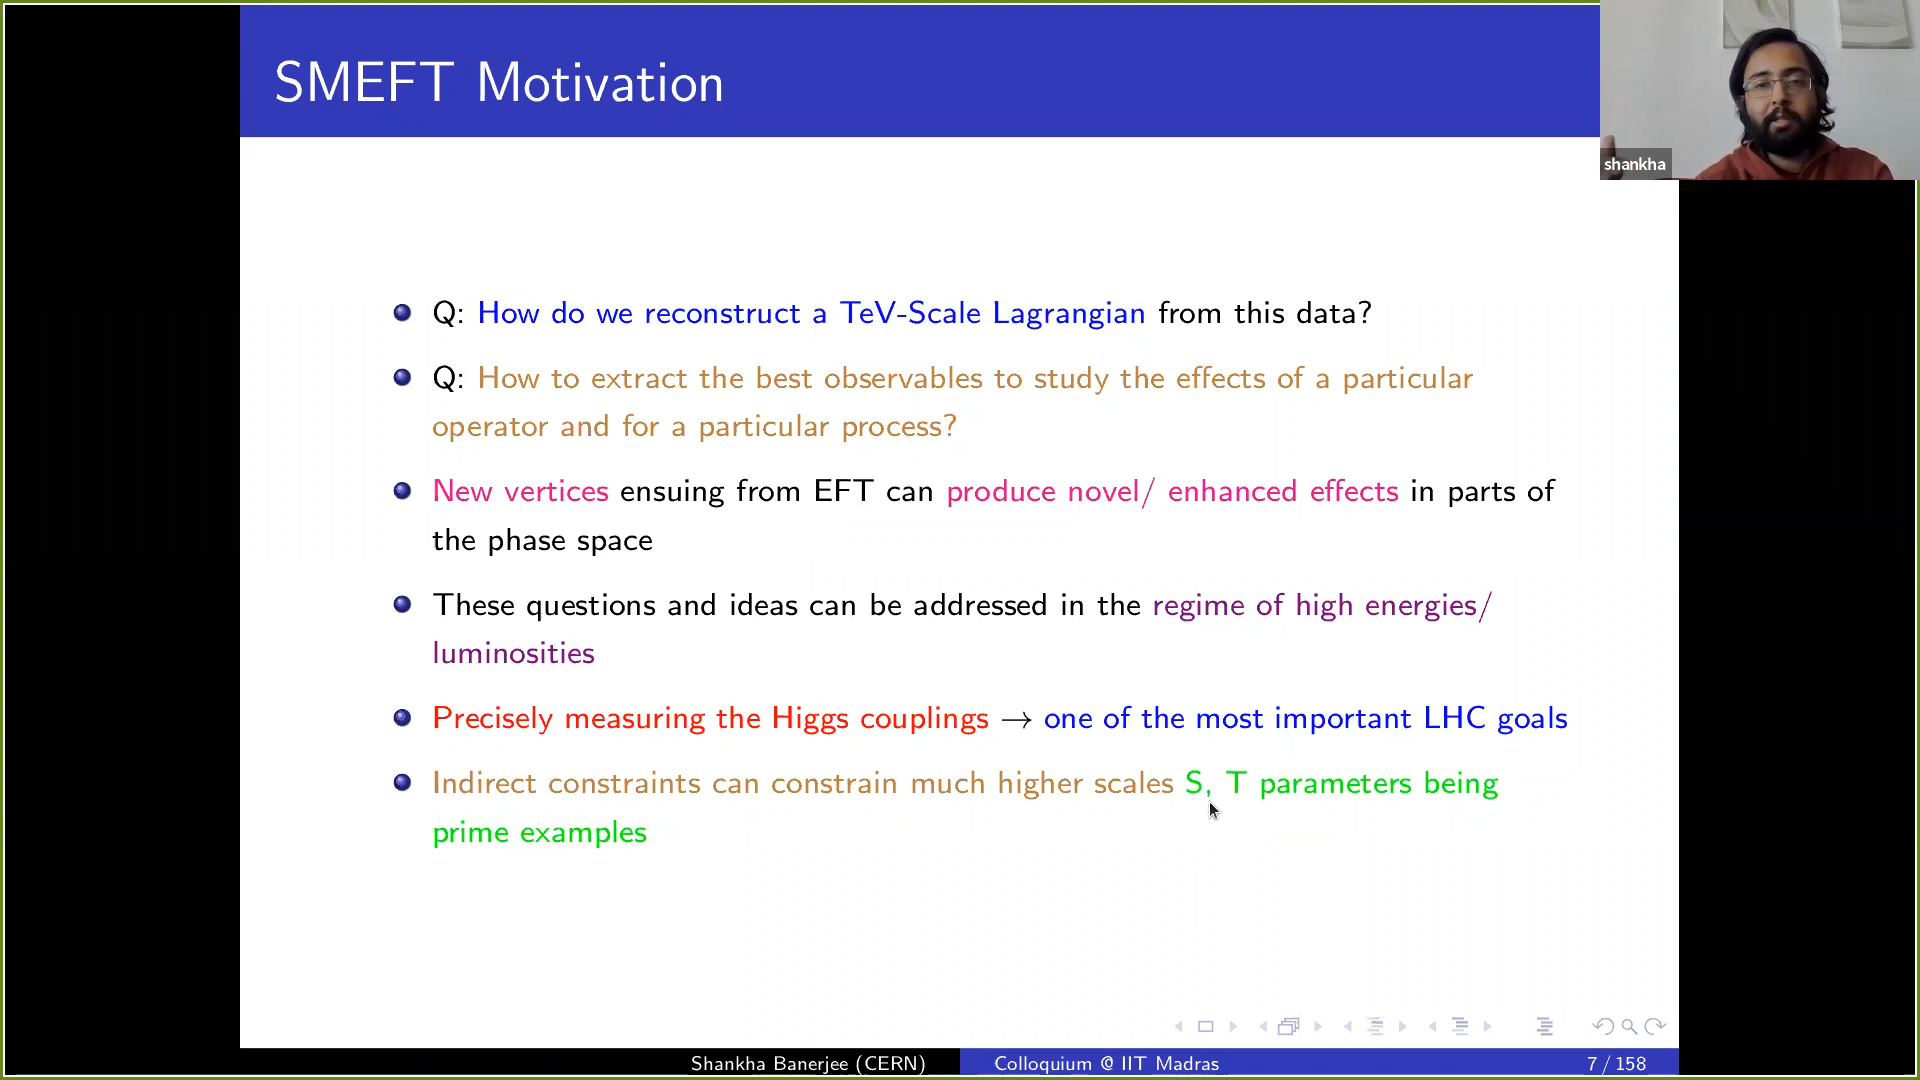 SMEFT Motivation
shankha
Q: How do we reconstruct a TeV-Scale Lagrangian from this data?
Q: How to extract the best observables to study the effects of a particular
operator and for a particular process?
New vertices ensuing from EFT can produce novel/ enhanced effects in parts of
the phase space
These questions and ideas can be addressed in the regime of high energies/
luminosities
Precisely measuring the Higgs couplings → one of the most important LHC goals
Indirect constraints can constrain much higher scales S, T parameters being
prime examples
Shankha Banerjee (CERN) Colloquium @ IIT Madras 7 / 158